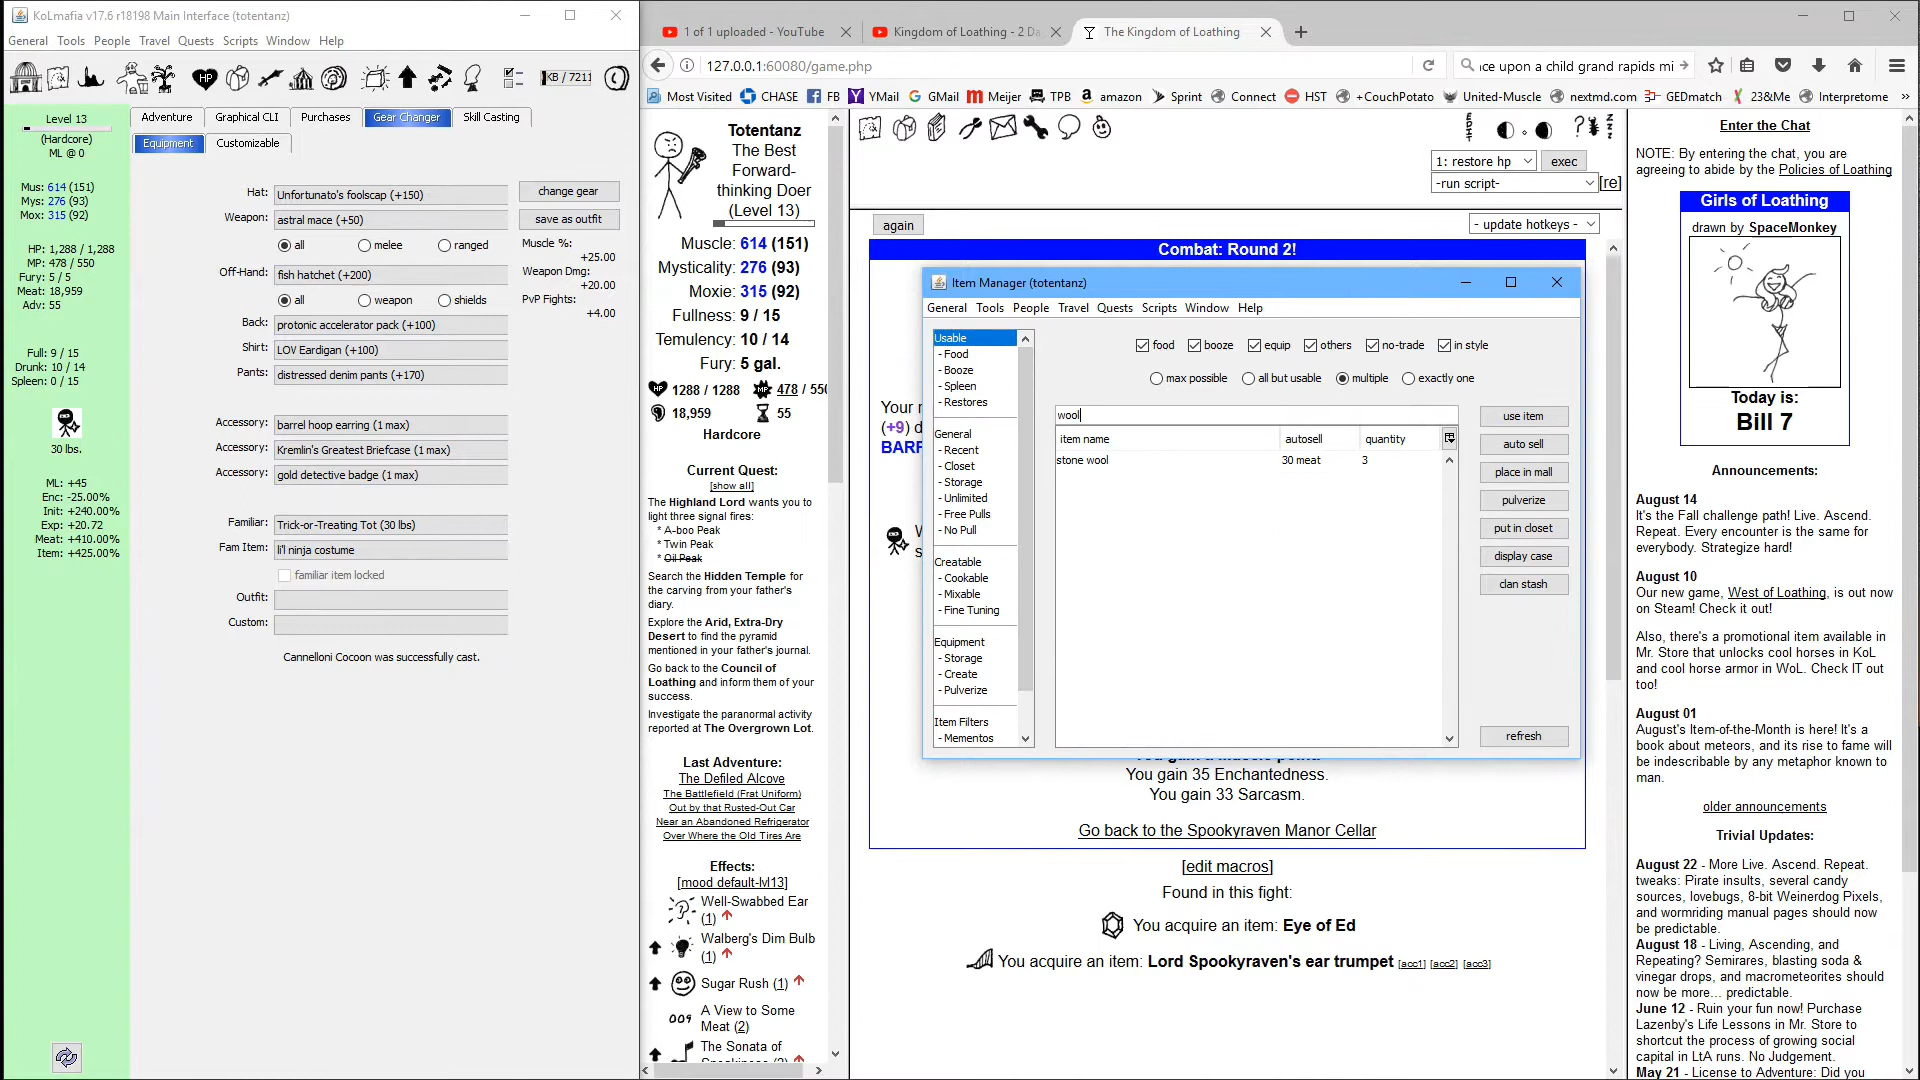 KoLmafia v17.6 r18198 Main Interface (totentanz)
General Tools People Travel Quests Scripts Window Help
HP
KB / 7211
Level 13
(Hardcore)
ML @ 0
Mus: 614 (151)
Mys: 276 (93)
Mox: 315 (92)
HP: 1,288 / 1,288
MP: 478 / 550
Fury: 5 / 5
Meat: 18,959
Adv: 55
Full: 9 / 15
Drunk: 10 / 14
Spleen: 0 / 15
30 lbs.
ML: +45
Enc: -25.00%
Init: +240.00%
Exp: +20.72
Meat: +410.00%
Item: +425.00%
Adventure Graphical CLI Purchases Gear Changer Skill Casting
Equipment Customizable
Hat: Unfortunato's foolscap (+150)
Weapon: astral mace (+50)
all melee ranged
Off-Hand: fish hatchet (+200)
all weapon shields
Back: protonic accelerator pack (+100)
Shirt: LOV Eardigan (+100)
Pants: distressed denim pants (+170)
Accessory: barrel hoop earring (1 max)
Accessory: Kremlin's Greatest Briefcase (1 max)
Accessory: gold detective badge (1 max)
Familiar: Trick-or-Treating Tot (30 lbs)
Fam Item: li'l ninja costume
familiar item locked
Outfit:
Custom:
Cannelloni Cocoon was successfully cast.
change gear
save as outfit
Muscle %:
+25.00
Weapon Dmg:
+20.00
PvP Fights:
+4.00
1 of 1 uploaded - YouTube
Kingdom of Loathing - 2 Da
The Kingdom of Loathing
127.0.0.1:60080/game.php
ice upon a child grand rapids mi
Most Visited CHASE FB YMail GMail Meijer TPB amazon Sprint Connect HST +CouchPotato United-Muscle nextmd.com GEDmatch 23&Me Interpretome
Totentanz
The Best
Forward-
thinking Doer
(Level 13)
Muscle: 614 (151)
Mysticality: 276 (93)
Moxie: 315 (92)
Fullness: 9 / 15
Temulency: 10 / 14
Fury: 5 gal.
1288 / 1288 478 / 550
18,959 55
Hardcore
Current Quest:
[show all]
The Highland Lord wants you to
light three signal fires:
* A-boo Peak
* Twin Peak
* Oil Peak
Search the Hidden Temple for
the carving from your father's
diary.
Explore the Arid, Extra-Dry
Desert to find the pyramid
mentioned in your father's journal.
Go back to the Council of
Loathing and inform them of your
success.
Investigate the paranormal activity
reported at The Overgrown Lot.
Last Adventure:
The Defiled Alcove
The Battlefield (Frat Uniform)
Out by that Rusted-Out Car
Near an Abandoned Refrigerator
Over Where the Old Tires Are
Effects:
[mood default-lvl13]
Well-Swabbed Ear
(1)
Walberg's Dim Bulb
(1)
Sugar Rush (1)
A View to Some
Meat (2)
The Sonata of
1: restore hp exec
-run script- [re]
again
- update hotkeys -
Combat: Round 2!
Your
(+9) d
BARF
Item Manager (totentanz)
General Tools People Travel Quests Scripts Window Help
Usable
- Food
- Booze
- Spleen
- Restores
General
- Recent
- Closet
- Storage
- Unlimited
- Free Pulls
- No Pull
Creatable
- Cookable
- Mixable
- Fine Tuning
Equipment
- Storage
- Create
- Pulverize
Item Filters
- Mementos
food booze equip others no-trade in style
max possible all but usable multiple exactly one
wool
item name autosell quantity
stone wool 30 meat 3
use item
auto sell
place in mall
pulverize
put in closet
display case
clan stash
refresh
You gain 35 Enchantedness.
You gain 33 Sarcasm.
Go back to the Spookyraven Manor Cellar
[edit macros]
Found in this fight:
You acquire an item: Eye of Ed
You acquire an item: Lord Spookyraven's ear trumpet [acc1] [acc2] [acc3]
Enter the Chat
NOTE: By entering the chat, you are
agreeing to abide by the Policies of Loathing
Girls of Loathing
drawn by SpaceMonkey
Today is:
Bill 7
Announcements:
August 14
It's the Fall challenge path! Live. Ascend.
Repeat. Every encounter is the same for
everybody. Strategize hard!
August 10
Our new game, West of Loathing, is out now
on Steam! Check it out!
Also, there's a promotional item available in
Mr. Store that unlocks cool horses in KoL
and cool horse armor in WoL. Check IT out
too!
August 01
August's Item-of-the-Month is here! It's a
book about meteors, and its rise to fame will
be indescribable by any metaphor known to
man.
older announcements
Trivial Updates:
August 22 - More Live. Ascend. Repeat.
tweaks: Pirate insults, several candy
sources, lovebugs, 8-bit Weinerdog Pixels,
and wormriding manual pages should now
be predictable.
August 18 - Living, Ascending, and
Repeating? Semirares, blasting soda &
vinegar drops, and macrometeorites should
now be more... predictable.
June 12 - Ruin your fun now! Purchase
Lazenby's Life Lessons in Mr. Store to
shortcut the process of growing social
capital in LtA runs. No Judgement.
May 21 - License to Adventure: Did you